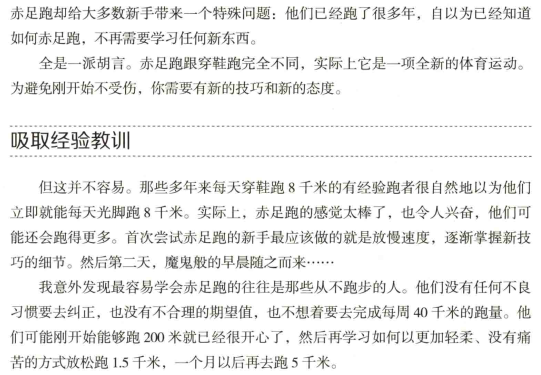 赤足跑却给大多数新手带来一个特殊问题：他们已经跑了很多年，自以为已经知道
如何赤足跑，不再需要学习任何新东西。
全是一派胡言。赤足跑跟穿鞋跑完全不同，实际上它是一项全新的体育运动。
为避免刚开始不受伤，你需要有新的技巧和新的态度。
吸取经验教训
但这并不容易。那些多年来每天穿鞋跑 8 千米的有经验跑者很自然地以为他们
立即就能每天光脚跑 8 千米。实际上，赤足跑的感觉太棒了，也令人兴奋，他们可
能还会跑得更多。首次尝试赤足跑的新手最应该做的就是放慢速度，逐渐掌握新技
巧的细节。然后第二天，魔鬼般的早晨随之而来……
我意外发现最容易学会赤足跑的往往是那些从不跑步的人。他们没有任何不良
习惯要去纠正，也没有不合理的期望值，也不想着要去完成每周 40 千米的跑量。他
们可能刚开始能够跑 200 米就已经很开心了，然后再学习如何以更加轻柔、没有痛
苦的方式放松跑 1.5 千米，一个月以后再去跑 5 千米。